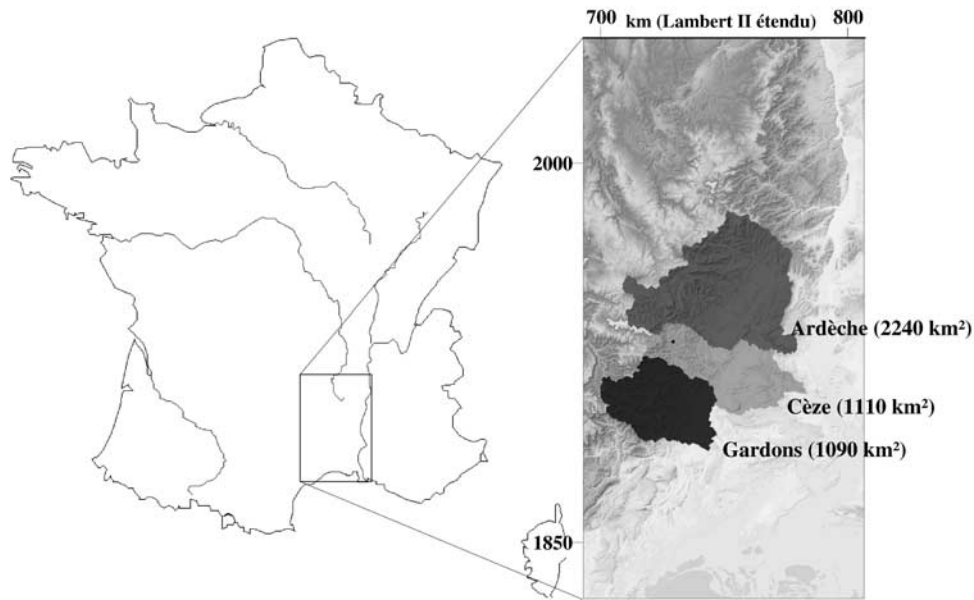 700 km (Lambert II étendu) 800
2000
Ardèche (2240 km²)
Cèze (1110 km²)
Gardons (1090 km²)
1850